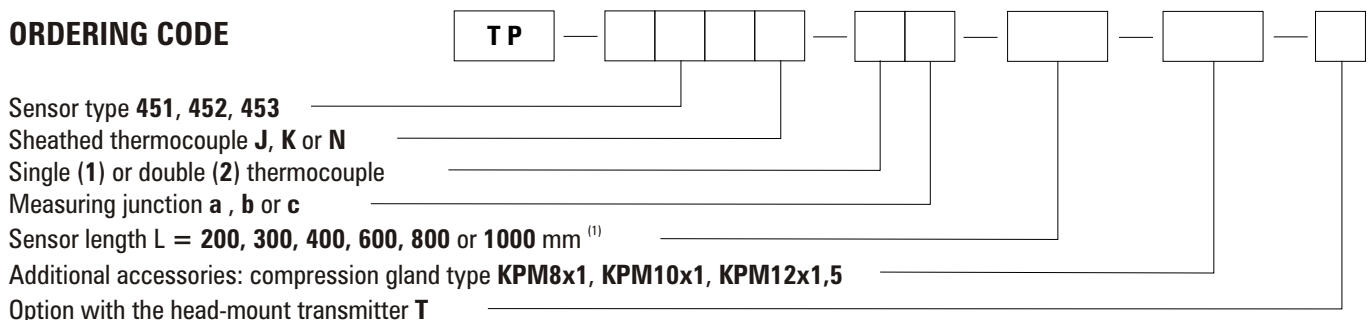 ORDERING CODE
T P
Sensor type 451, 452, 453
Sheathed thermocouple J, K or N
Single (1) or double (2) thermocouple
Measuring junction a , b or c
Sensor length L = 200, 300, 400, 600, 800 or 1000 mm (1)
Additional accessories: compression gland type KPM8x1, KPM10x1, KPM12x1,5
Option with the head-mount transmitter T